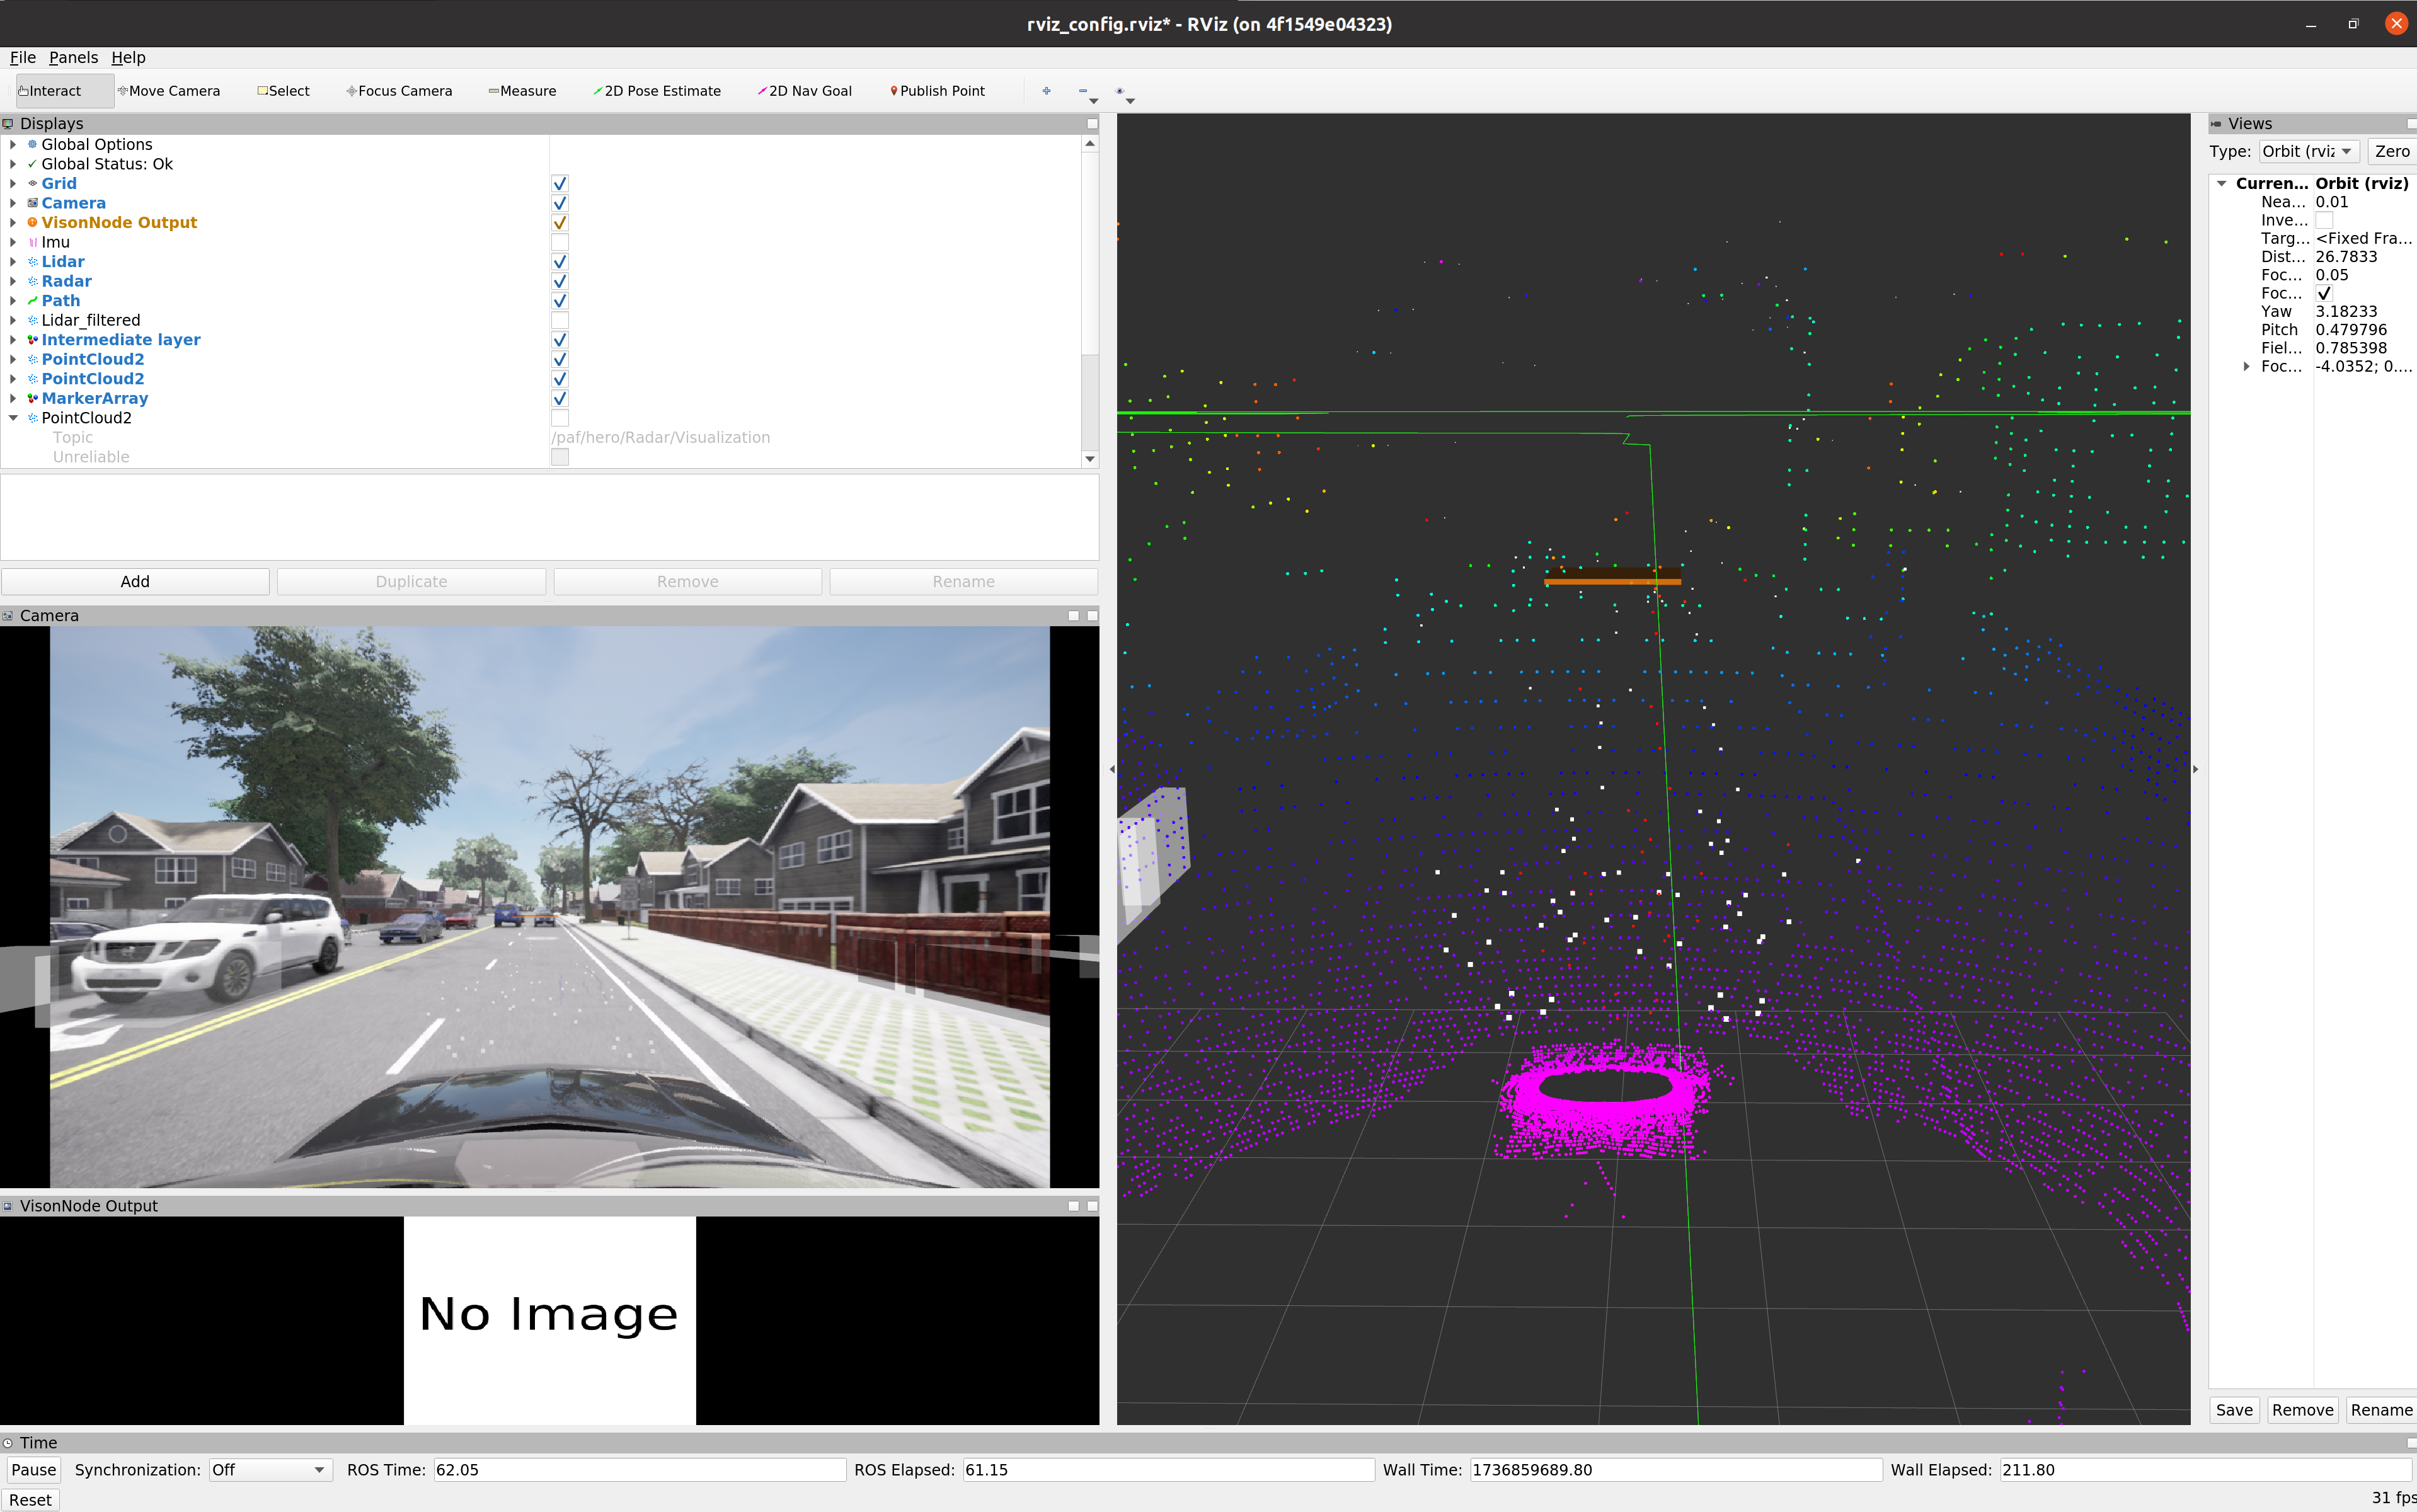 rviz_config.rviz* - RViz (on 4f1549e04323)
File Panels Help
Interact Move Camera Select Focus Camera Measure 2D Pose Estimate 2D Nav Goal Publish Point
Displays
Global Options
Global Status: Ok
Grid
Camera
VisonNode Output
Imu
Lidar
Radar
Path
Lidar_filtered
Intermediate layer
PointCloud2
PointCloud2
MarkerArray
PointCloud2
Topic /paf/hero/Radar/Visualization
Unreliable
Add Duplicate Remove Rename
Camera
VisonNode Output
No Image
Views
Type: Orbit (rviz Zero
Curren... Orbit (rviz)
Nea... 0.01
Inve...
Targ... <Fixed Fra...
Dist... 26.7833
Foc... 0.05
Foc...
Yaw 3.18233
Pitch 0.479796
Fiel... 0.785398
Foc... -4.0352; 0....
Save Remove Rename
Time
Pause Synchronization: Off ROS Time: 62.05 ROS Elapsed: 61.15 Wall Time: 1736859689.80 Wall Elapsed: 211.80
Reset 31 fps